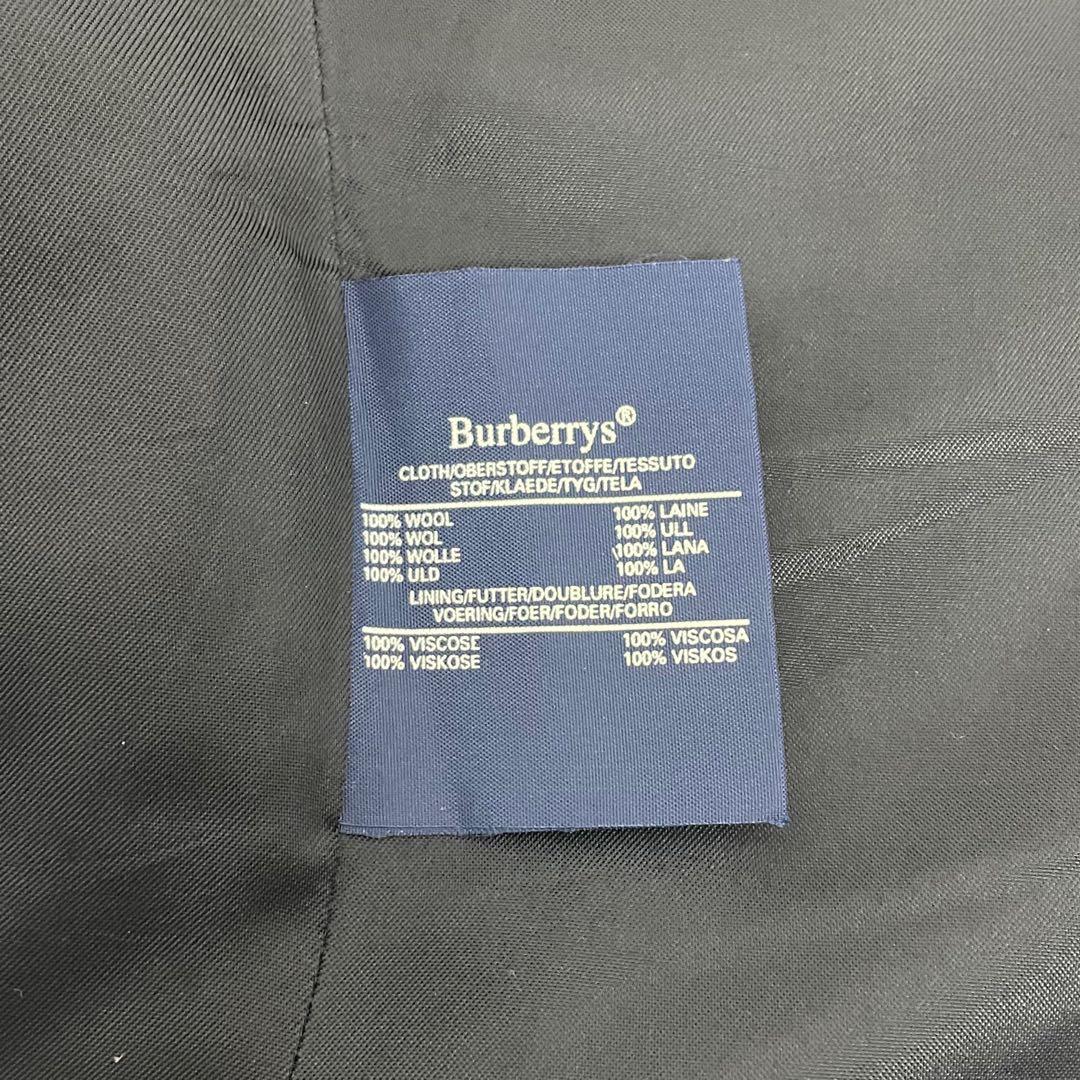 Burberrys®
CLOTH/OBERSTOFF/ETOFFE/TESSUTO
STOF/KLAEDE/TYG/TELA
100% WOOL 100% LAINE
100% WOL 100% ULL
100% WOLLE 100% LANA
100% ULD 100% LA
LINING/FUTTER/DOUBLURE/FODERA
VOERING/FOER/FODER/FORRO
100% VISCOSE 100% VISCOSA
100% VISKOSE 100% VISKOS